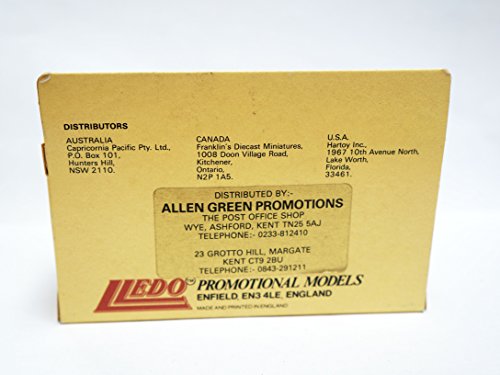 DISTRIBUTORS
AUSTRALIA
Capricornia Pacific Pty. Ltd.,
P.O. Box 101,
Hunters Hill,
NSW 2110.
CANADA
Franklin's Diecast Miniatures,
1008 Doon Village Road,
Kitchener,
Ontario,
N2P 1A5.
U.S.A.
Hartoy Inc.,
1967 10th Avenue North,
Lake Worth,
Florida,
33461.
DISTRIBUTED BY:-
ALLEN GREEN PROMOTIONS
THE POST OFFICE SHOP
WYE, ASHFORD, KENT TN25 5AJ
TELEPHONE:- 0233-812410
23 GROTTO HILL, MARGATE
KENT CT9 2BU
TELEPHONE:- 0843-291211
LLEDO TM PROMOTIONAL MODELS
ENFIELD, EN3 4LE, ENGLAND
MADE AND PRINTED IN ENGLAND